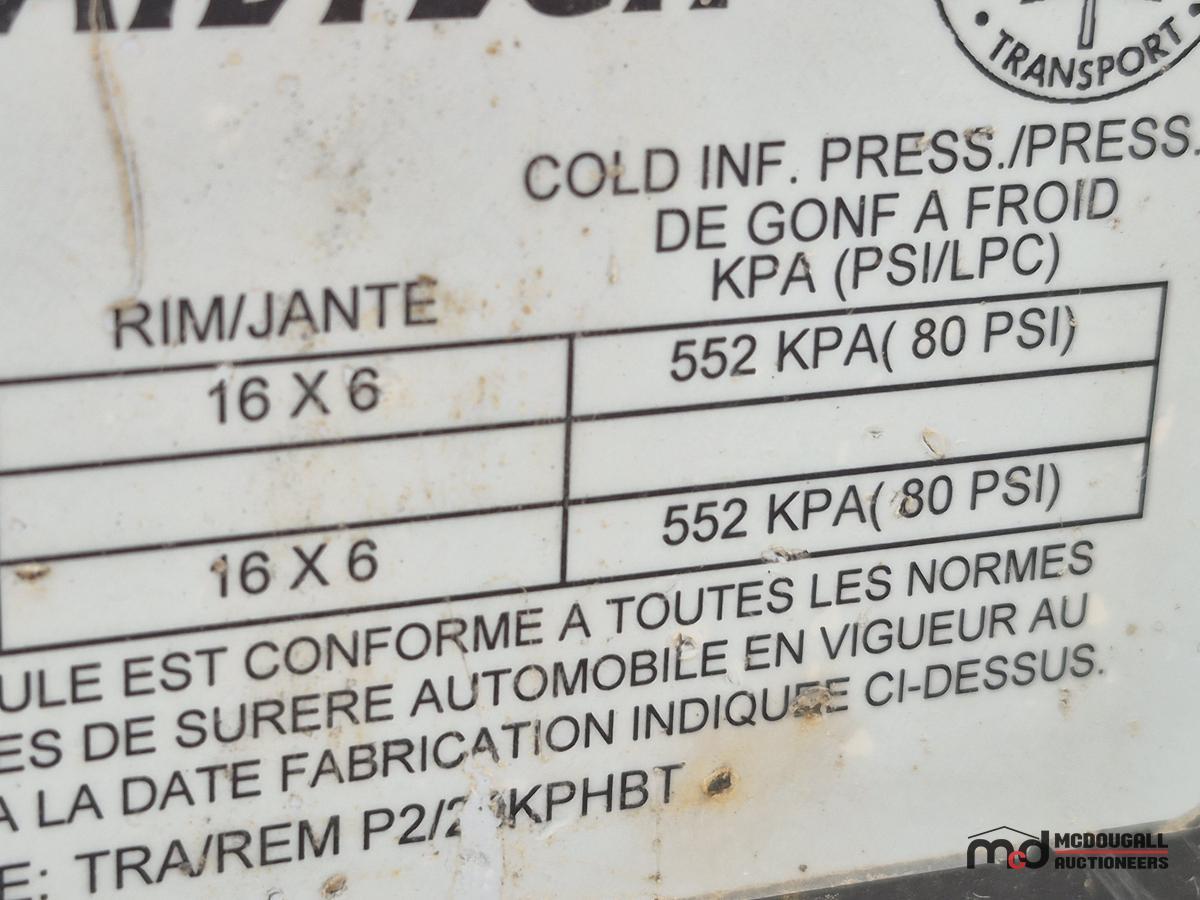 • TRANSPORT •
COLD INF. PRESS./PRESS.
DE GONF A FROID
KPA (PSI/LPC)
RIM/JANTE
16 X 6 552 KPA( 80 PSI)
16 X 6 552 KPA( 80 PSI)
ULE EST CONFORME A TOUTES LES NORMES
ES DE SURERE AUTOMOBILE EN VIGUEUR AU
A LA DATE FABRICATION INDIQUEE CI-DESSUS.
E: TRA/REM
mcd MCDOUGALL
AUCTIONEERS